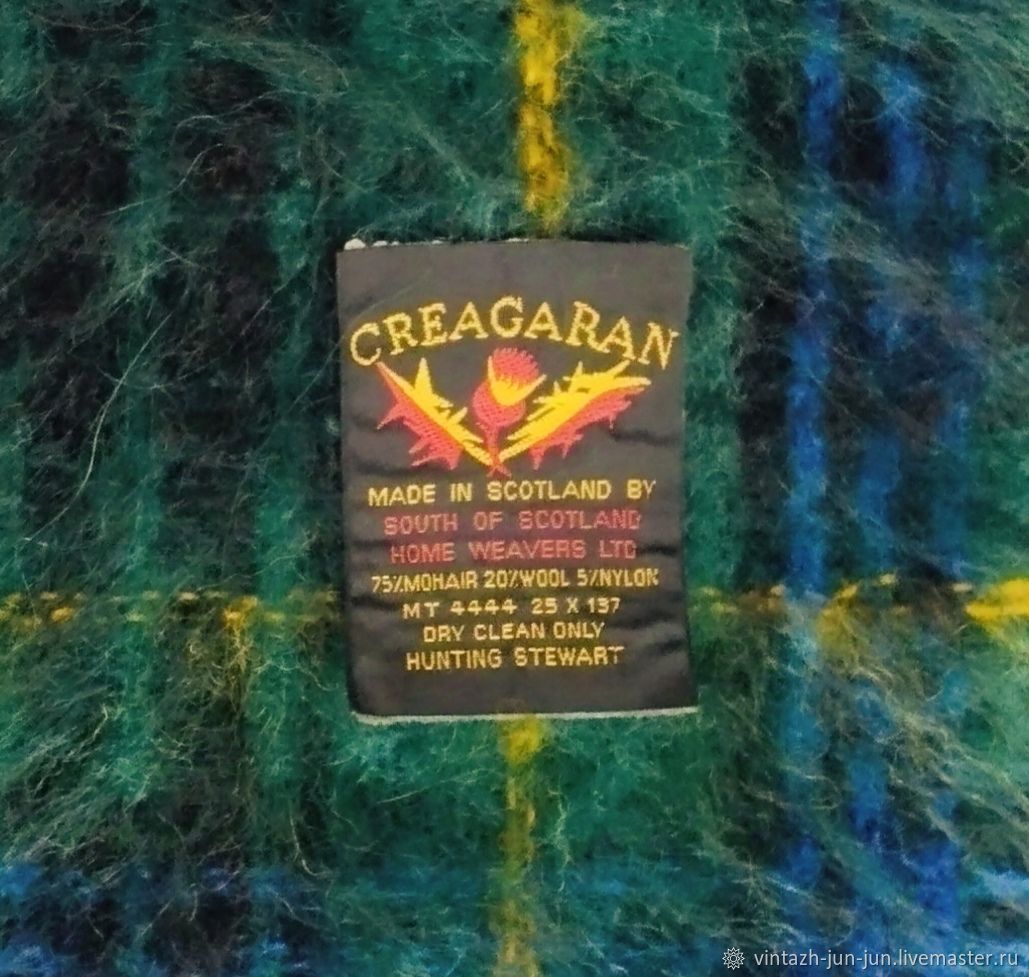 CREAGARAN
MADE IN SCOTLAND BY
SOUTH OF SCOTLAND
HOME WEAVERS LTD
75%MOHAIR 20%WOOL 5%NYLON
MT 4444 25 X 137
DRY CLEAN ONLY
HUNTING STEWART
vintazh-jun-jun.livemaster.ru